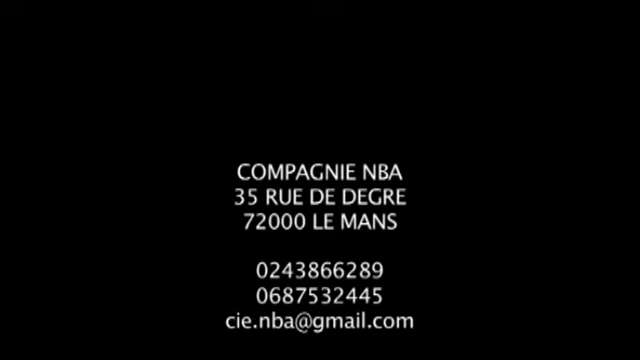 COMPAGNIE NBA
35 RUE DE DEGRE
72000 LE MANS
0243866289
0687532445
cie.nba@gmail.com